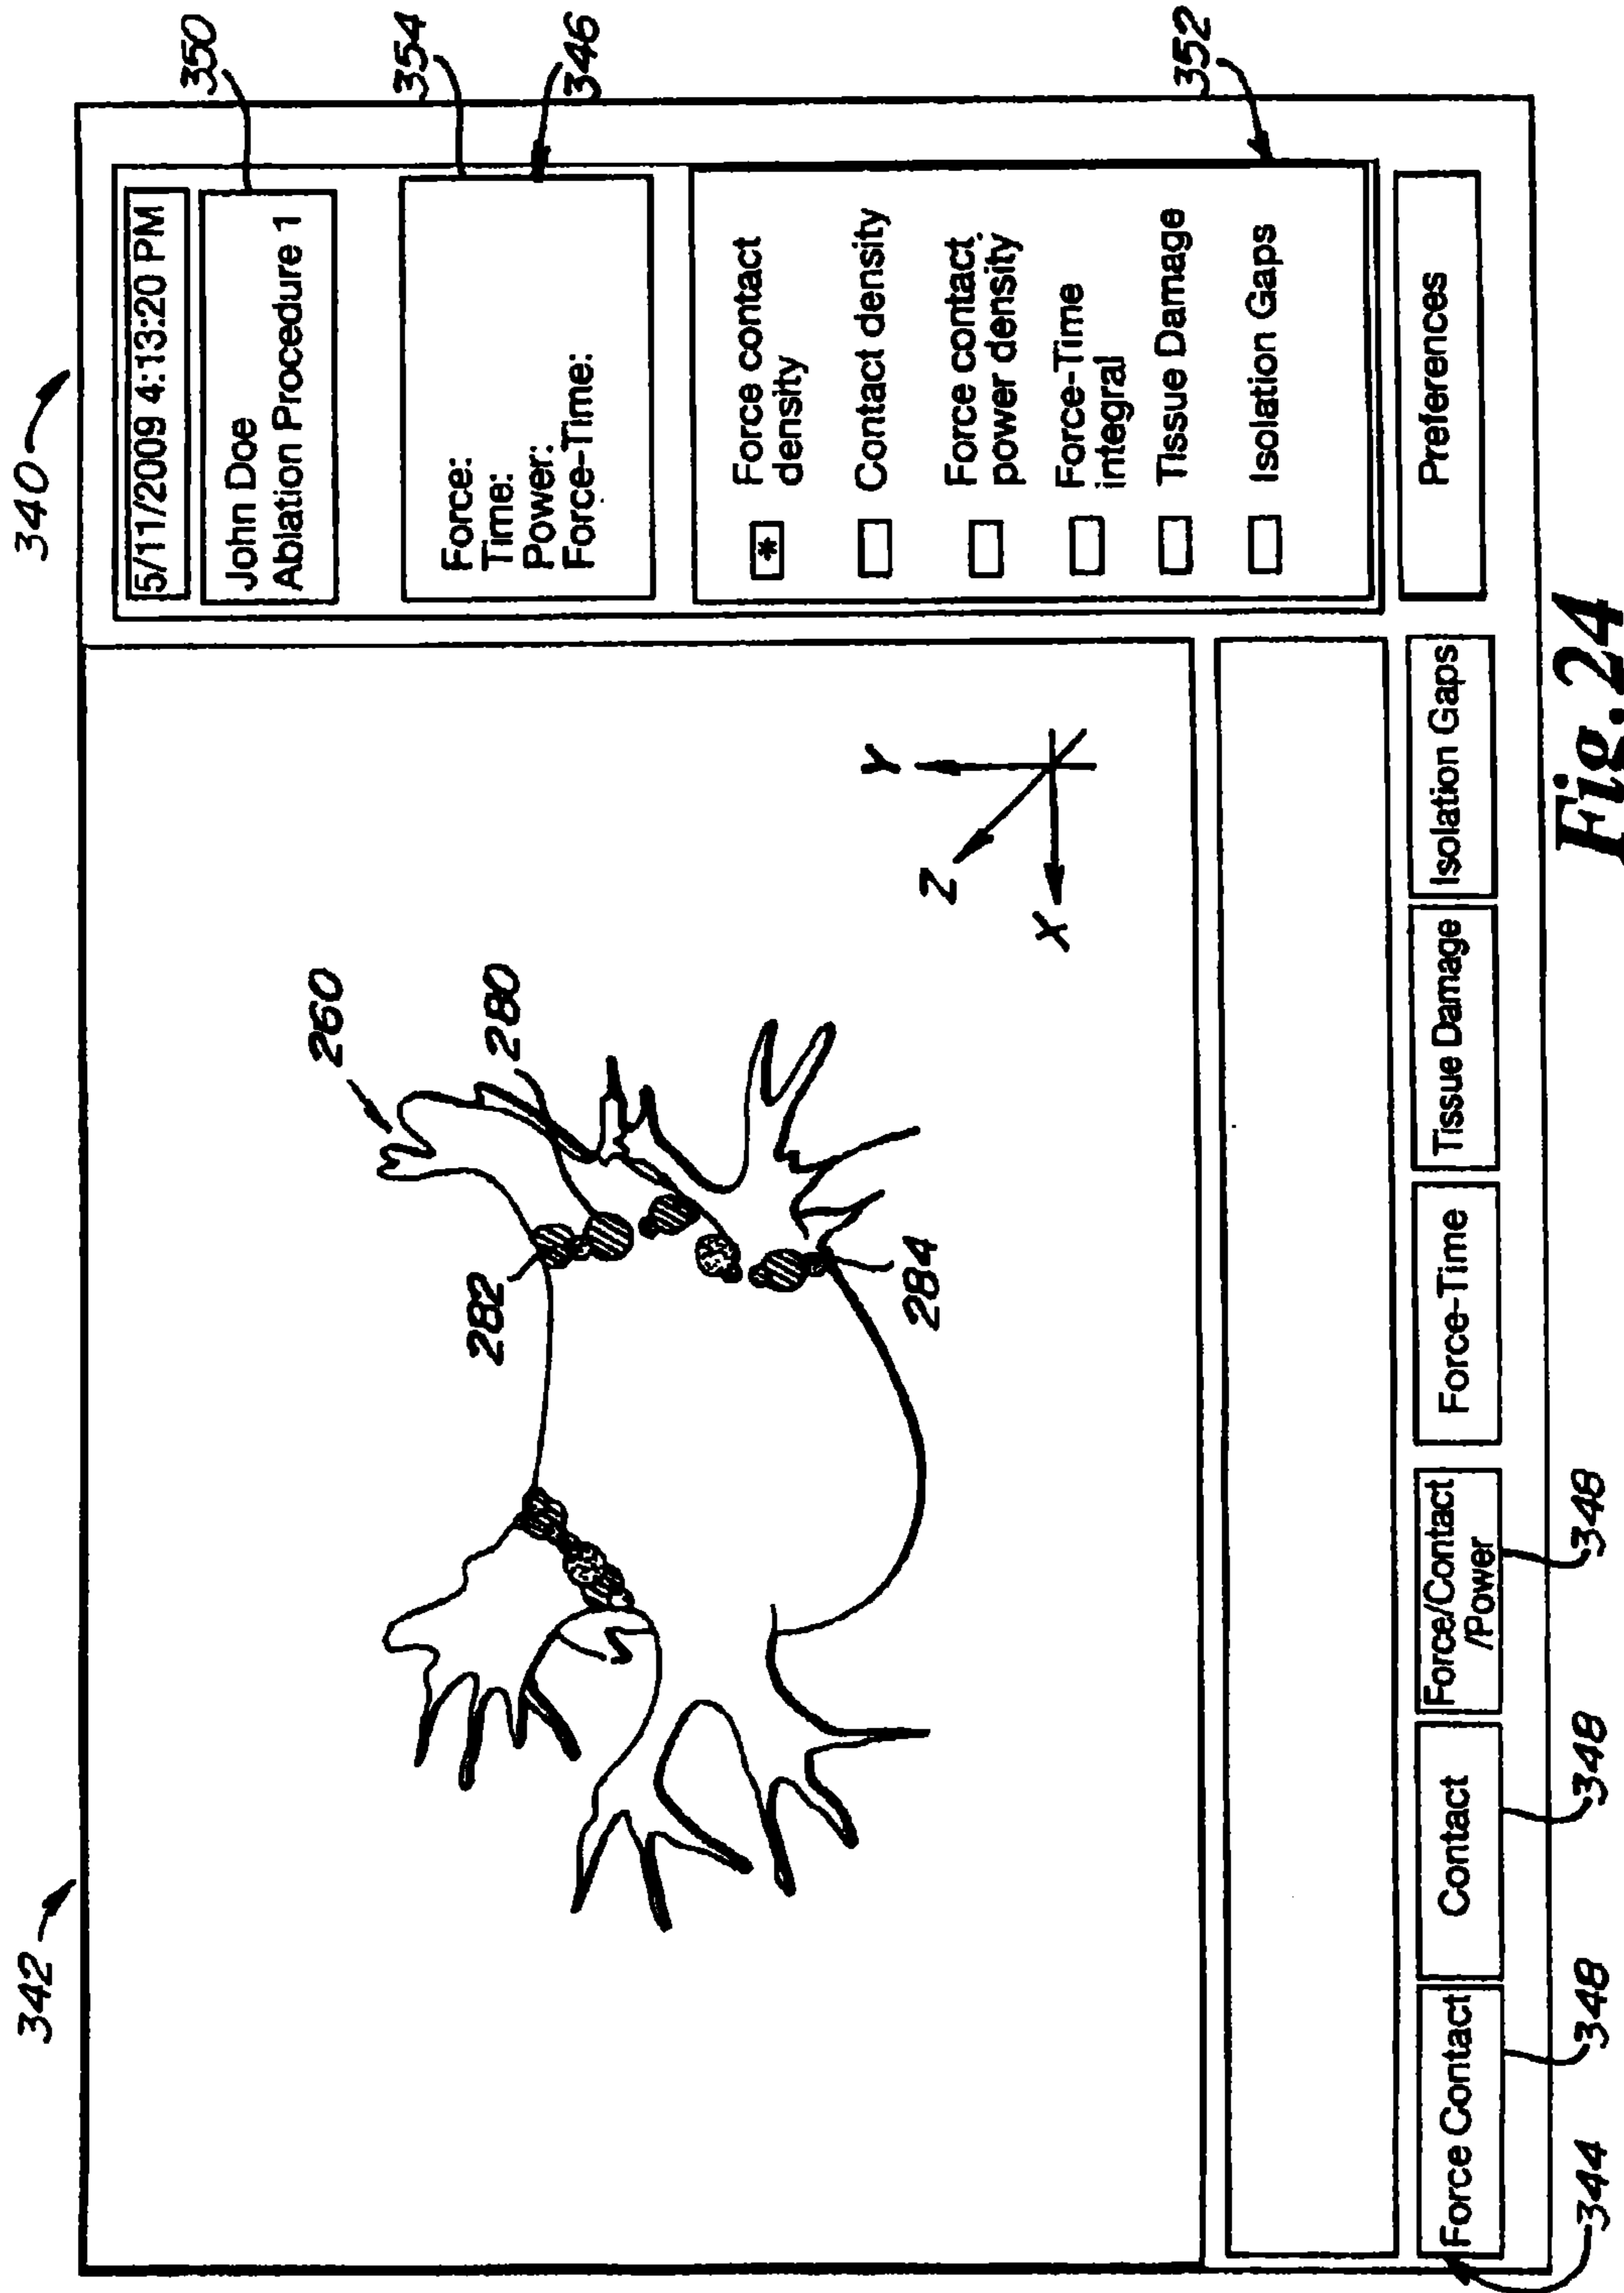 340
342
5/11/2009 4:13:20 PM
350
John Doe
Ablation Procedure 1
354
346
Force:
Time:
Power:
Force-Time:
352
* Force contact
density
Contact density
Force contact
power density
Force-Time
integral
Tissue Damage
Isolation Gaps
Preferences
260
280
282
284
Y
Z
X
Force Contact
Contact
Force/Contact
/Power
Force-Time
Tissue Damage
Isolation Gaps
344
348
348
348
Fig. 24